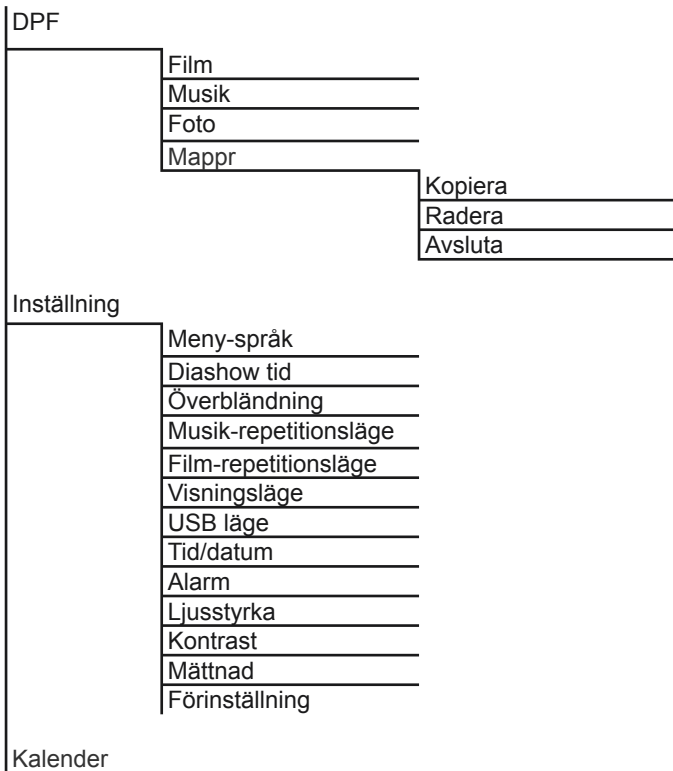 DPF
Film
Musik
Foto
Mappr
Kopiera
Radera
Avsluta
Inställning
Meny-språk
Diashow tid
Överbländning
Musik-repetitionsläge
Film-repetitionsläge
Visningsläge
USB läge
Tid/datum
Alarm
Ljusstyrka
Kontrast
Mättnad
Förinställning
Kalender